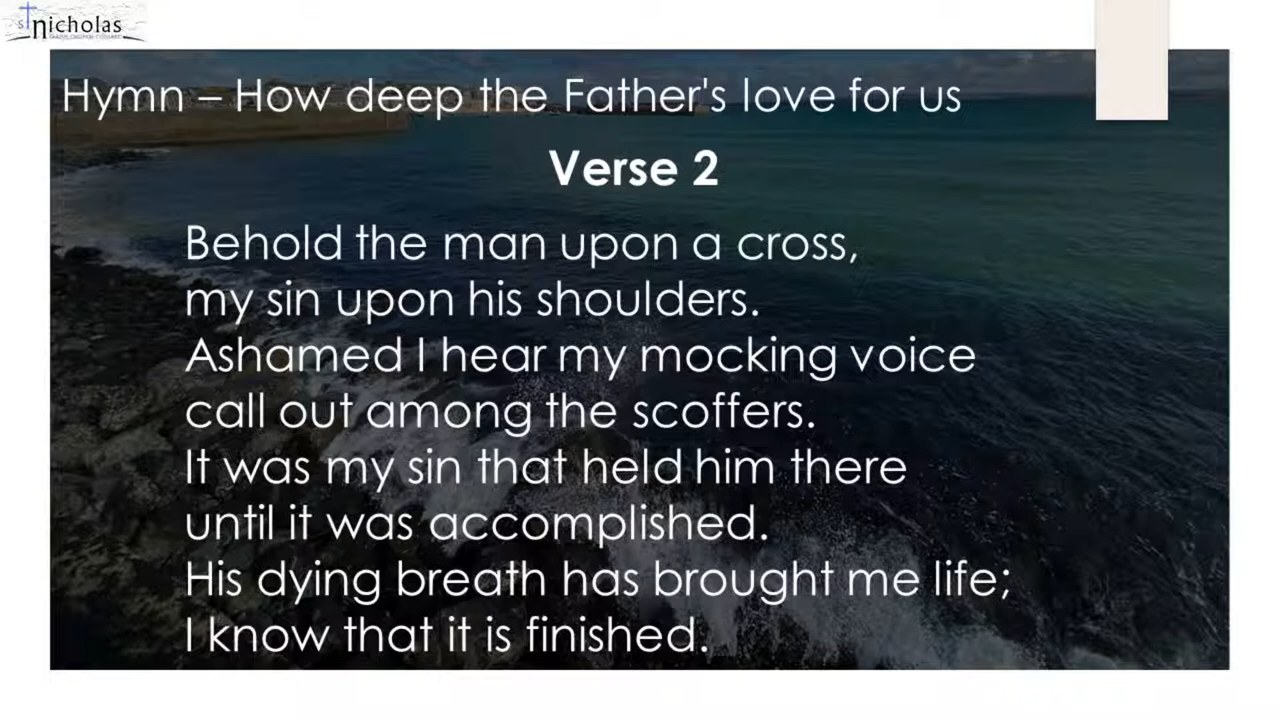 St
Nicholas
Hymn – How deep the Father's love for us
Verse 2
Behold the man upon a cross,
my sin upon his shoulders.
Ashamed I hear my mocking voice
call out among the scoffers.
It was my sin that held him there
until it was accomplished.
His dying breath has brought me life;
I know that it is finished.